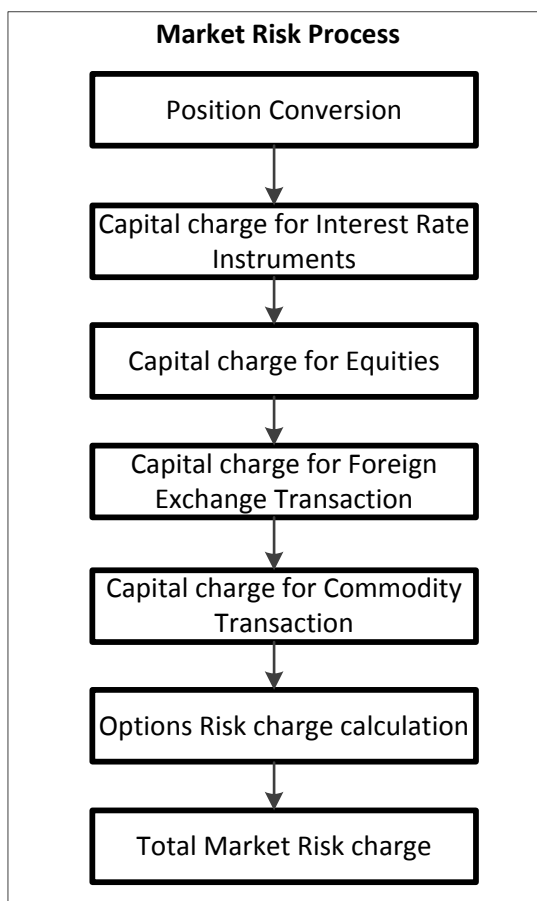 Market Risk Process
Position Conversion
Capital charge for Interest Rate
Instruments
Capital charge for Equities
Capital charge for Foreign
Exchange Transaction
Capital charge for Commodity
Transaction
Options Risk charge calculation
Total Market Risk charge